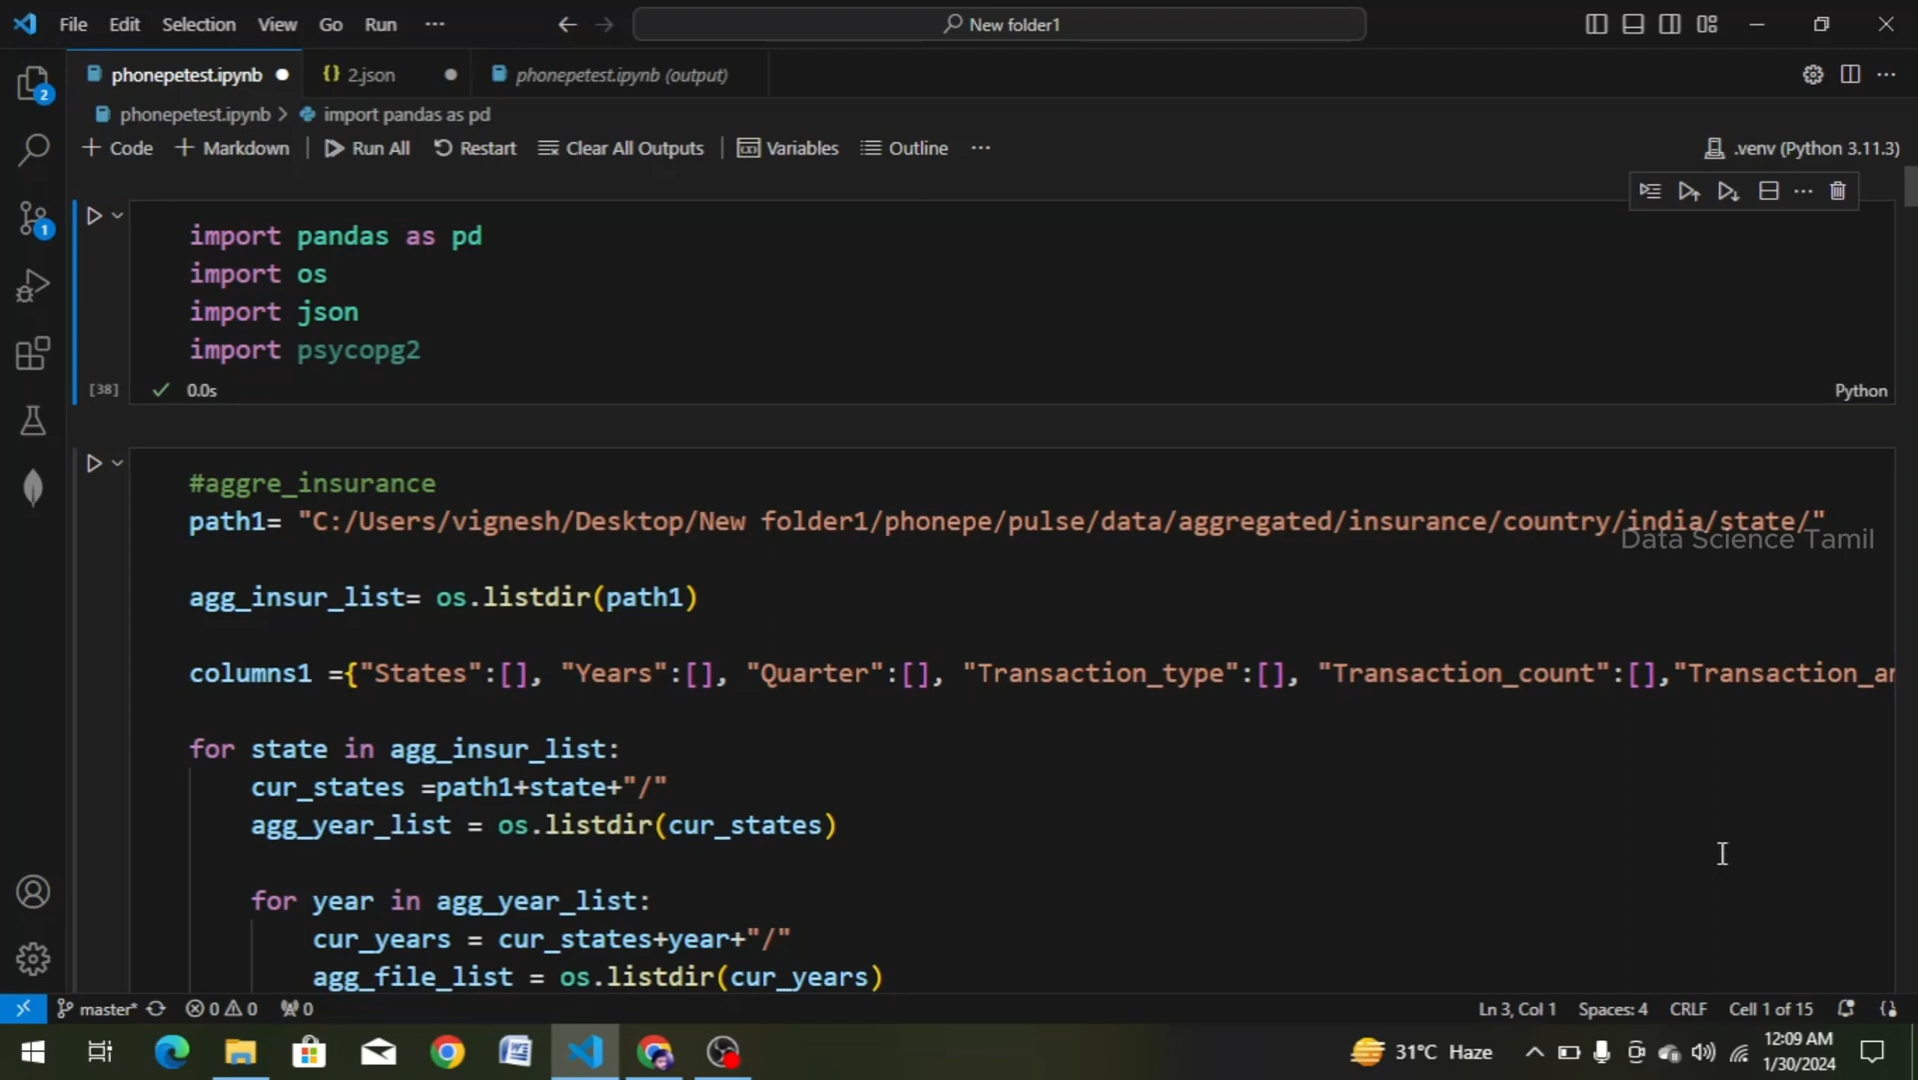 File Edit Selection View Go Run ... New folder1
phonepetest.ipynb 2.json phonepetest.ipynb (output)
phonepetest.ipynb > import pandas as pd
+ Code + Markdown Run All Restart Clear All Outputs Variables Outline ... .venv (Python 3.11.3)
import pandas as pd
import os
import json
import psycopg2
[38] 0.0s Python
#aggre_insurance
path1= "C:/Users/vignesh/Desktop/New folder1/phonepe/pulse/data/aggregated/insurance/country/india/state/"
Data Science Tamil
agg_insur_list= os.listdir(path1)
columns1 ={"States":[], "Years":[], "Quarter":[], "Transaction_type":[], "Transaction_count":[],"Transaction_a
for state in agg_insur_list:
cur_states =path1+state+"/"
agg_year_list = os.listdir(cur_states)
for year in agg_year_list:
cur_years = cur_states+year+"/"
agg_file_list = os.listdir(cur_years)
2
1
master* 0 0 0 Ln 3, Col 1 Spaces: 4 CRLF Cell 1 of 15
31°C Haze 12:09 AM
1/30/2024